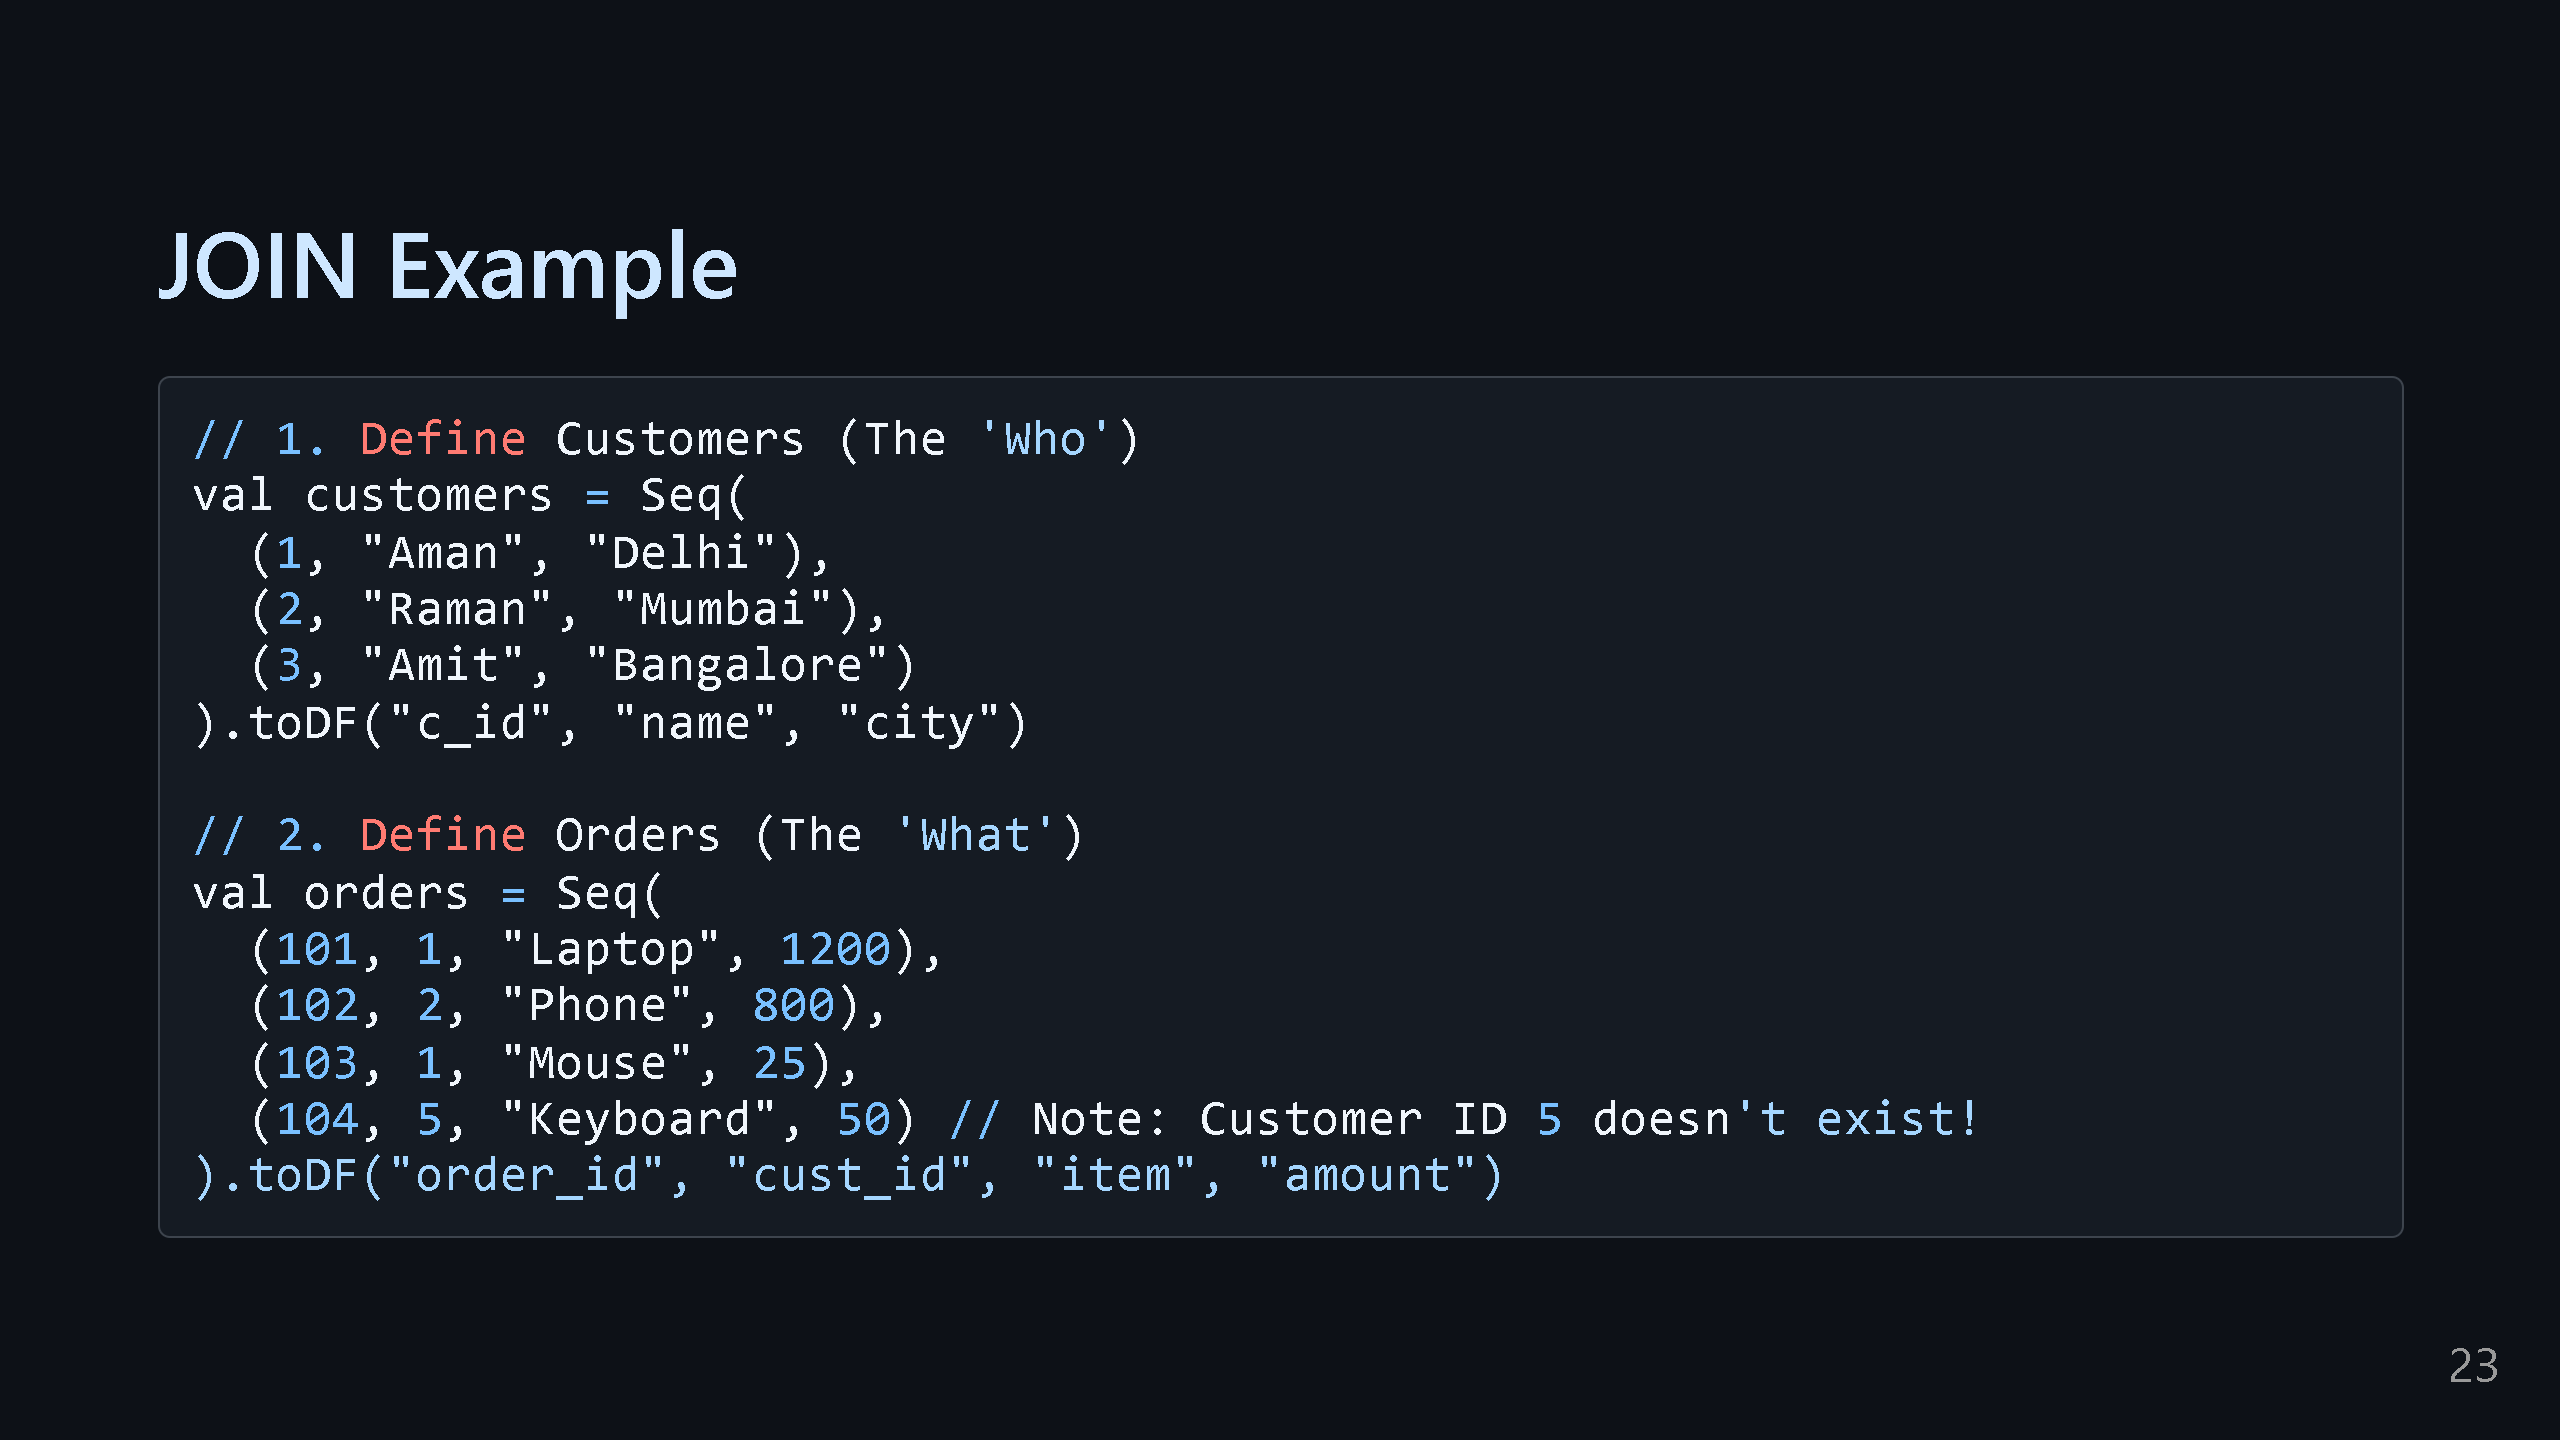 JOIN Example
// 1. Define Customers (The 'Who')
val customers = Seq(
  (1, "Aman", "Delhi"),
  (2, "Raman", "Mumbai"),
  (3, "Amit", "Bangalore")
).toDF("c_id", "name", "city")

// 2. Define Orders (The 'What')
val orders = Seq(
  (101, 1, "Laptop", 1200),
  (102, 2, "Phone", 800),
  (103, 1, "Mouse", 25),
  (104, 5, "Keyboard", 50) // Note: Customer ID 5 doesn't exist!
).toDF("order_id", "cust_id", "item", "amount")
23